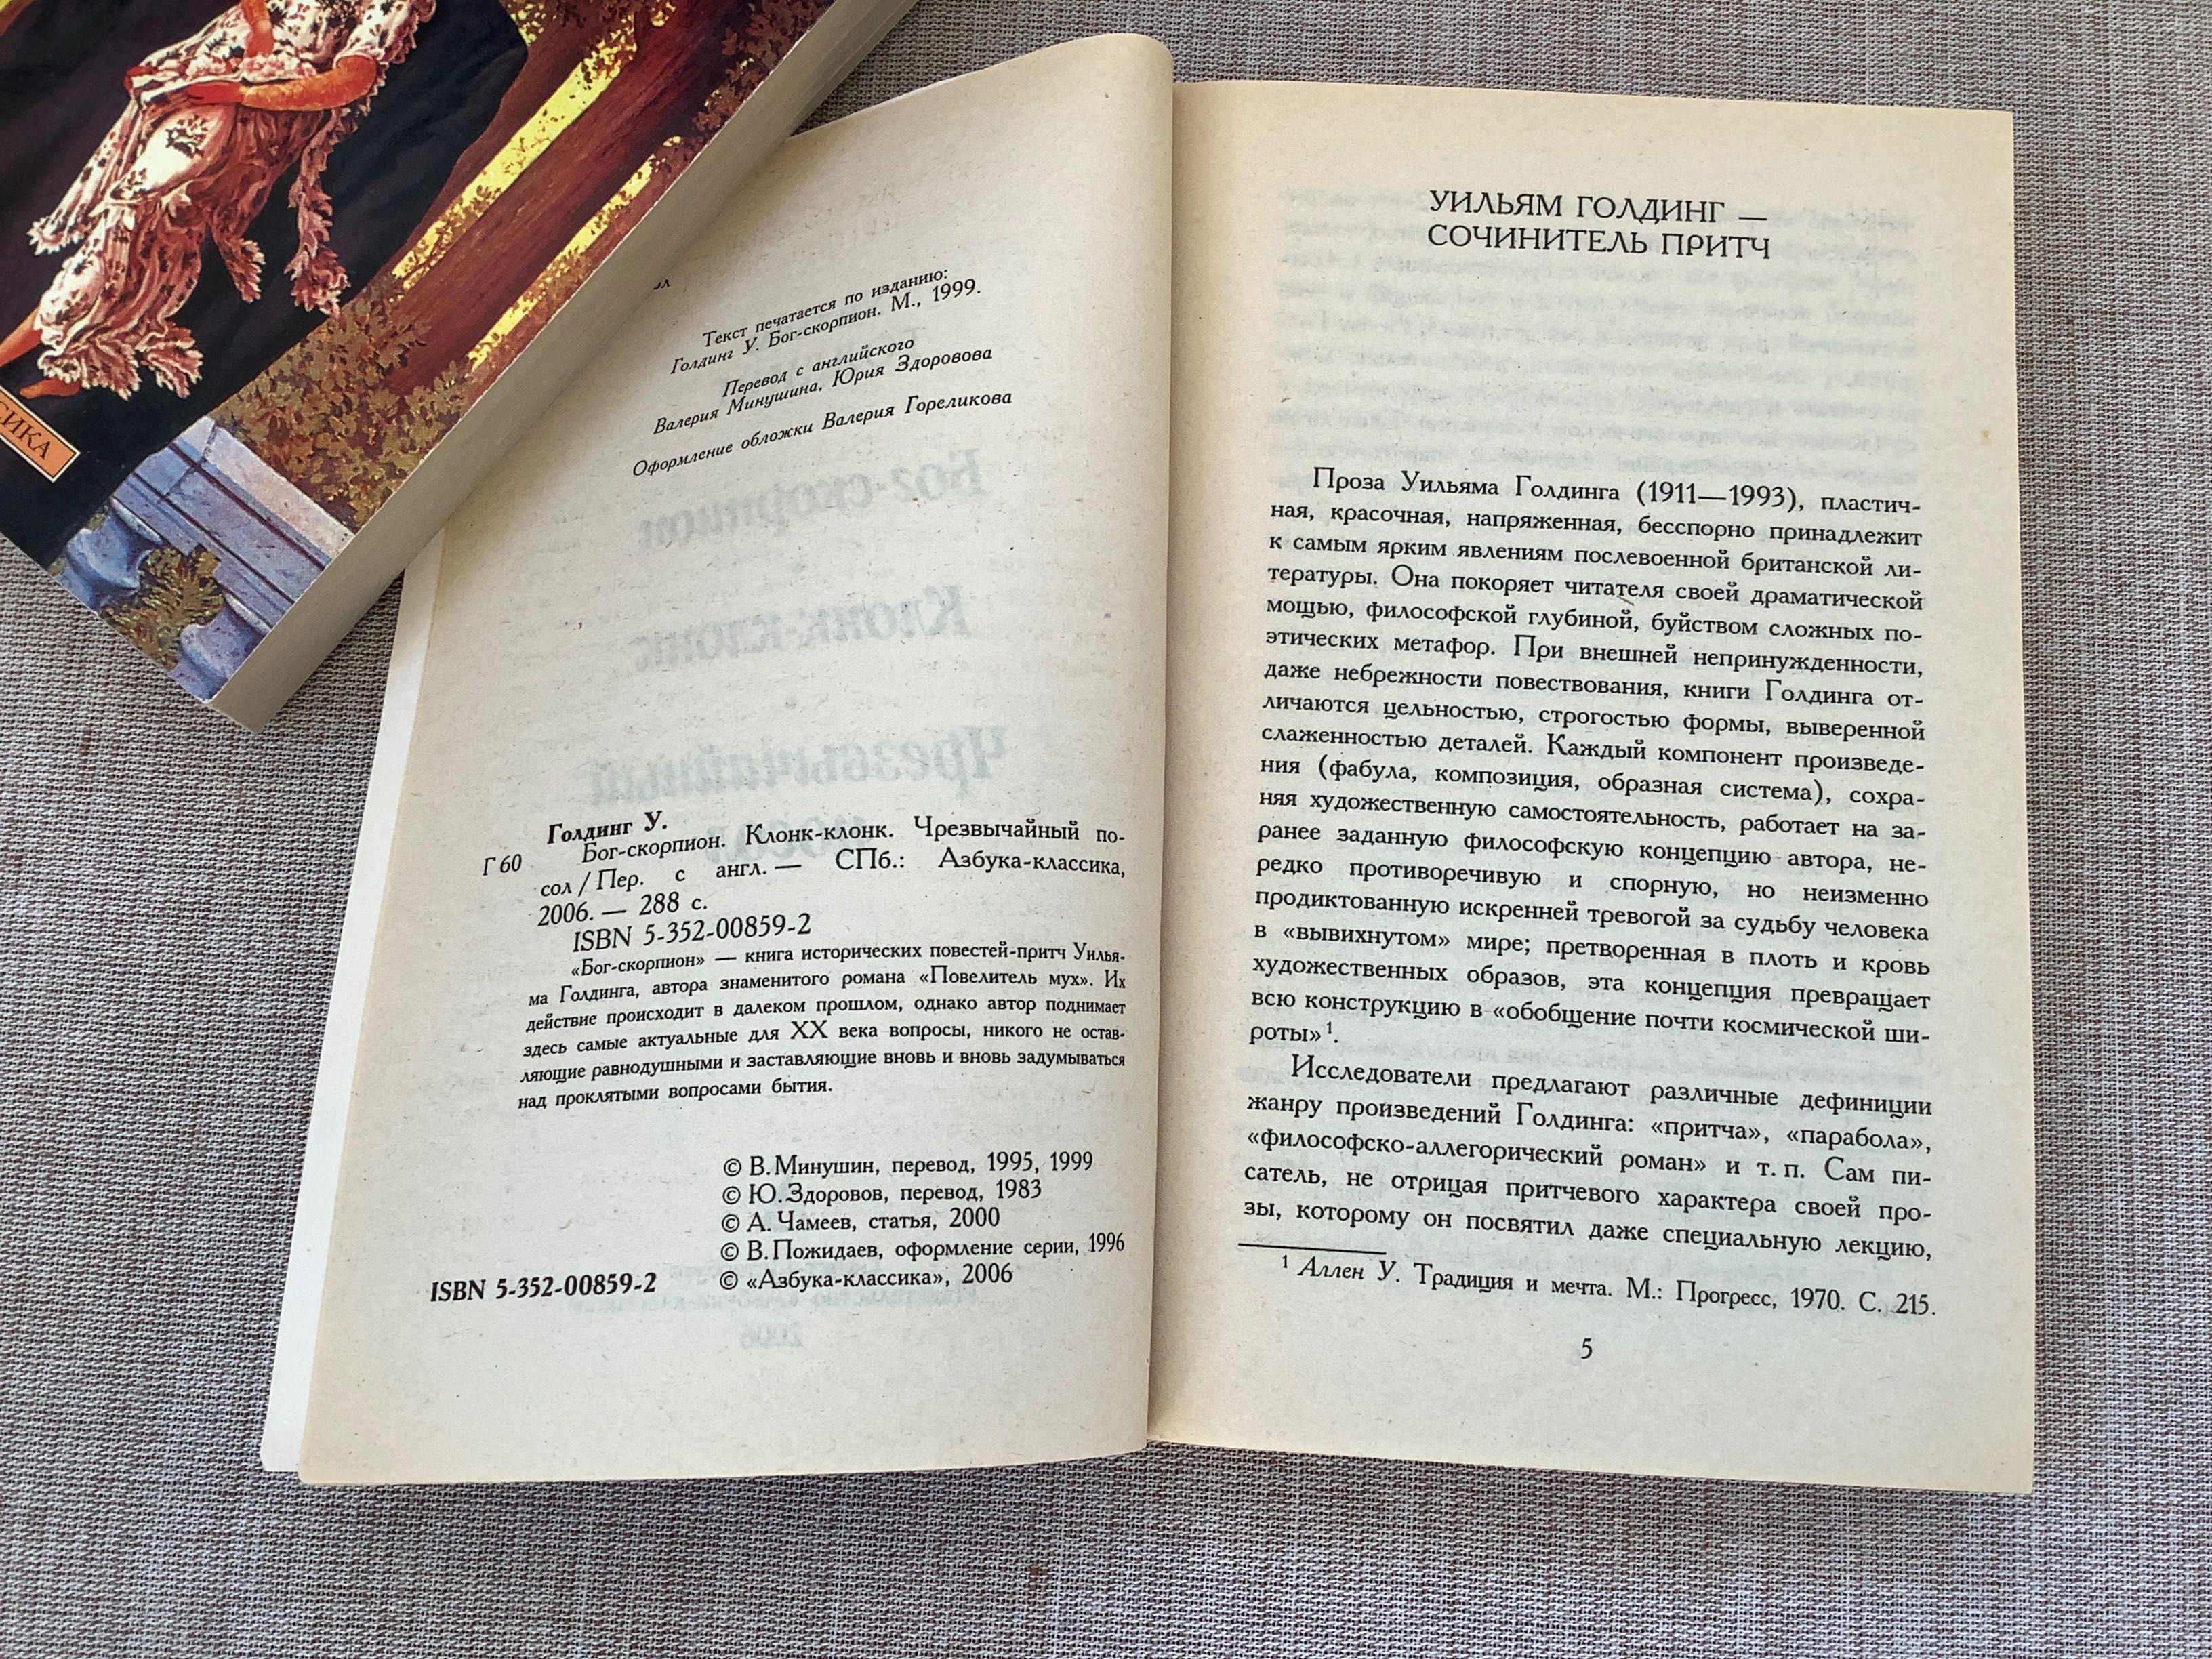 СИКА
Текст печатается по изданию:
Голдинг У. Бог-скорпион. М., 1999.
Перевод с английского
Валерия Минушина, Юрия Здоровова
Оформление обложки Валерия Гореликова
Голдинг У.
Г 60
Бог-скорпион. Клонк-клонк. Чрезвычайный по-
сол / Пер. с англ. — СПб.: Азбука-классика,
2006. — 288 с.
ISBN 5-352-00859-2
«Бог-скорпион» — книга исторических повестей-притч Уилья-
ма Голдинга, автора знаменитого романа «Повелитель мух». Их
действие происходит в далеком прошлом, однако автор поднимает
здесь самые актуальные для XX века вопросы, никого не остав-
ляющие равнодушными и заставляющие вновь и вновь задумываться
над проклятыми вопросами бытия.
© В. Минушин, перевод, 1995, 1999
© Ю. Здоровов, перевод, 1983
© А. Чамеев, статья, 2000
© В. Пожидаев, оформление серии, 1996
ISBN 5-352-00859-2 © «Азбука-классика», 2006
УИЛЬЯМ ГОЛДИНГ —
СОЧИНИТЕЛЬ ПРИТЧ
Проза Уильяма Голдинга (1911—1993), пластич-
ная, красочная, напряженная, бесспорно принадлежит
к самым ярким явлениям послевоенной британской ли-
тературы. Она покоряет читателя своей драматической
мощью, философской глубиной, буйством сложных по-
этических метафор. При внешней непринужденности,
даже небрежности повествования, книги Голдинга от-
личаются цельностью, строгостью формы, выверенной
слаженностью деталей. Каждый компонент произведе-
ния (фабула, композиция, образная система), сохра-
няя художественную самостоятельность, работает на за-
ранее заданную философскую концепцию автора, не-
редко противоречивую и спорную, но неизменно
продиктованную искренней тревогой за судьбу человека
в «вывихнутом» мире; претворенная в плоть и кровь
художественных образов, эта концепция превращает
всю конструкцию в «обобщение почти космической ши-
роты»¹.
Исследователи предлагают различные дефиниции
жанру произведений Голдинга: «притча», «парабола»,
«философско-аллегорический роман» и т. п. Сам пи-
сатель, не отрицая притчевого характера своей про-
зы, которому он посвятил даже специальную лекцию,
¹ Аллен У. Традиция и мечта. М.: Прогресс, 1970. С. 215.
5